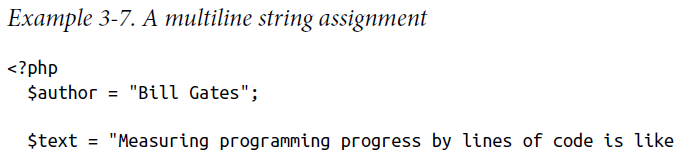 Example 3-7. A multiline string assignment
<?php
$author = "Bill Gates";
$text = "Measuring programming progress by lines of code is like